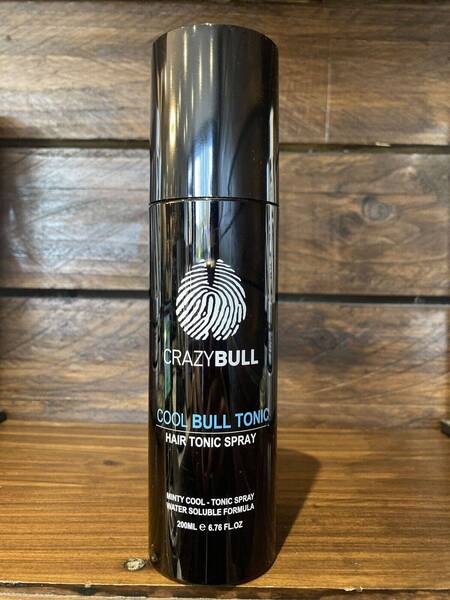 CRAZYBULL
COOL BULL TONIC
HAIR TONIC SPRAY
MINTY COOL - TONIC SPRAY
WATER SOLUBLE FORMULA
200ML ℮ 6.76 FL.OZ